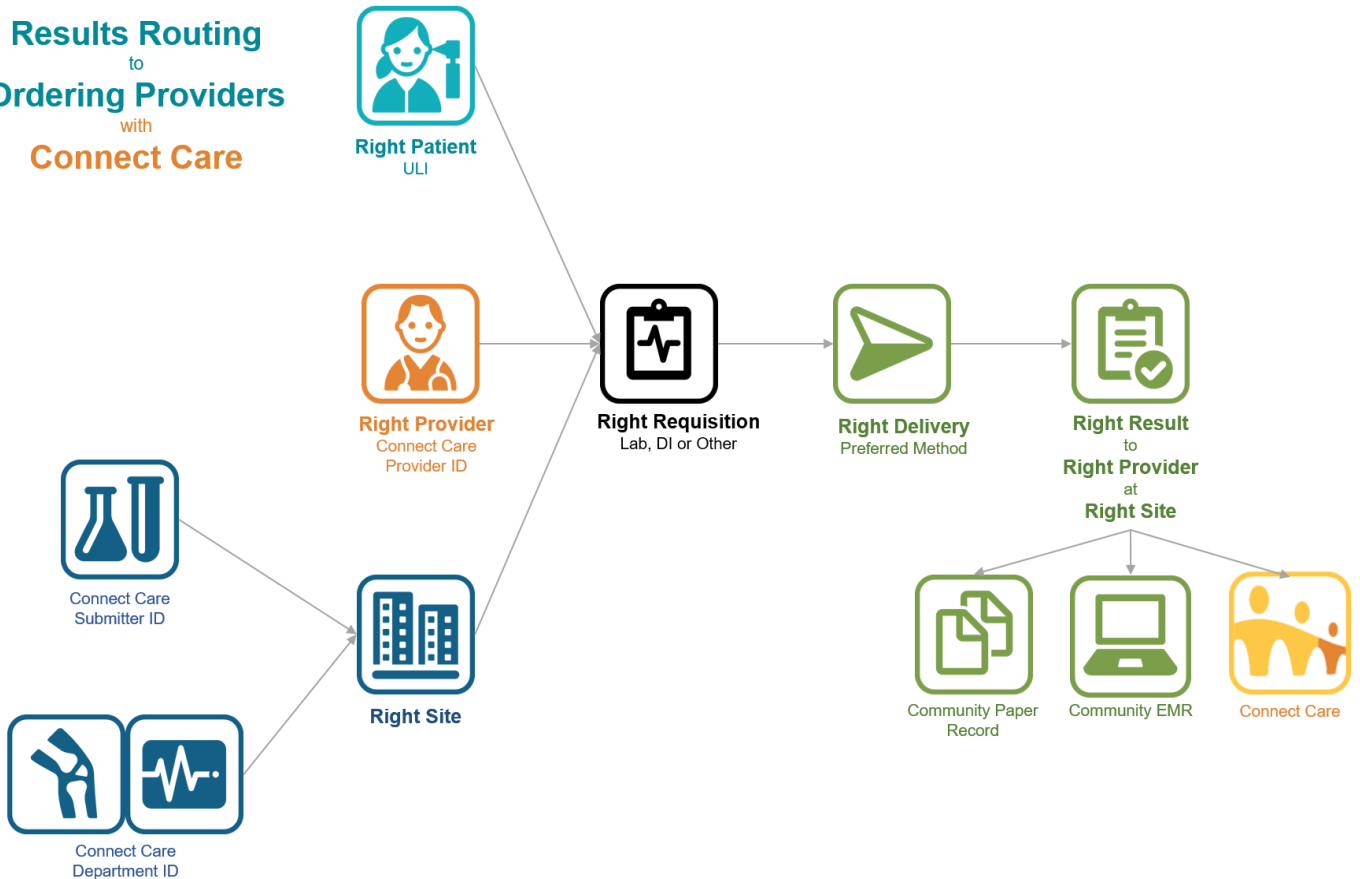 Results Routing
to
Ordering Providers
with
Connect Care
Right Patient
ULI
Right Provider
Connect Care
Provider ID
Right Requisition
Lab, DI or Other
Right Delivery
Preferred Method
Right Result
to
Right Provider
at
Right Site
Connect Care
Submitter ID
Right Site
Connect Care
Department ID
Community Paper
Record
Community EMR
Connect Care